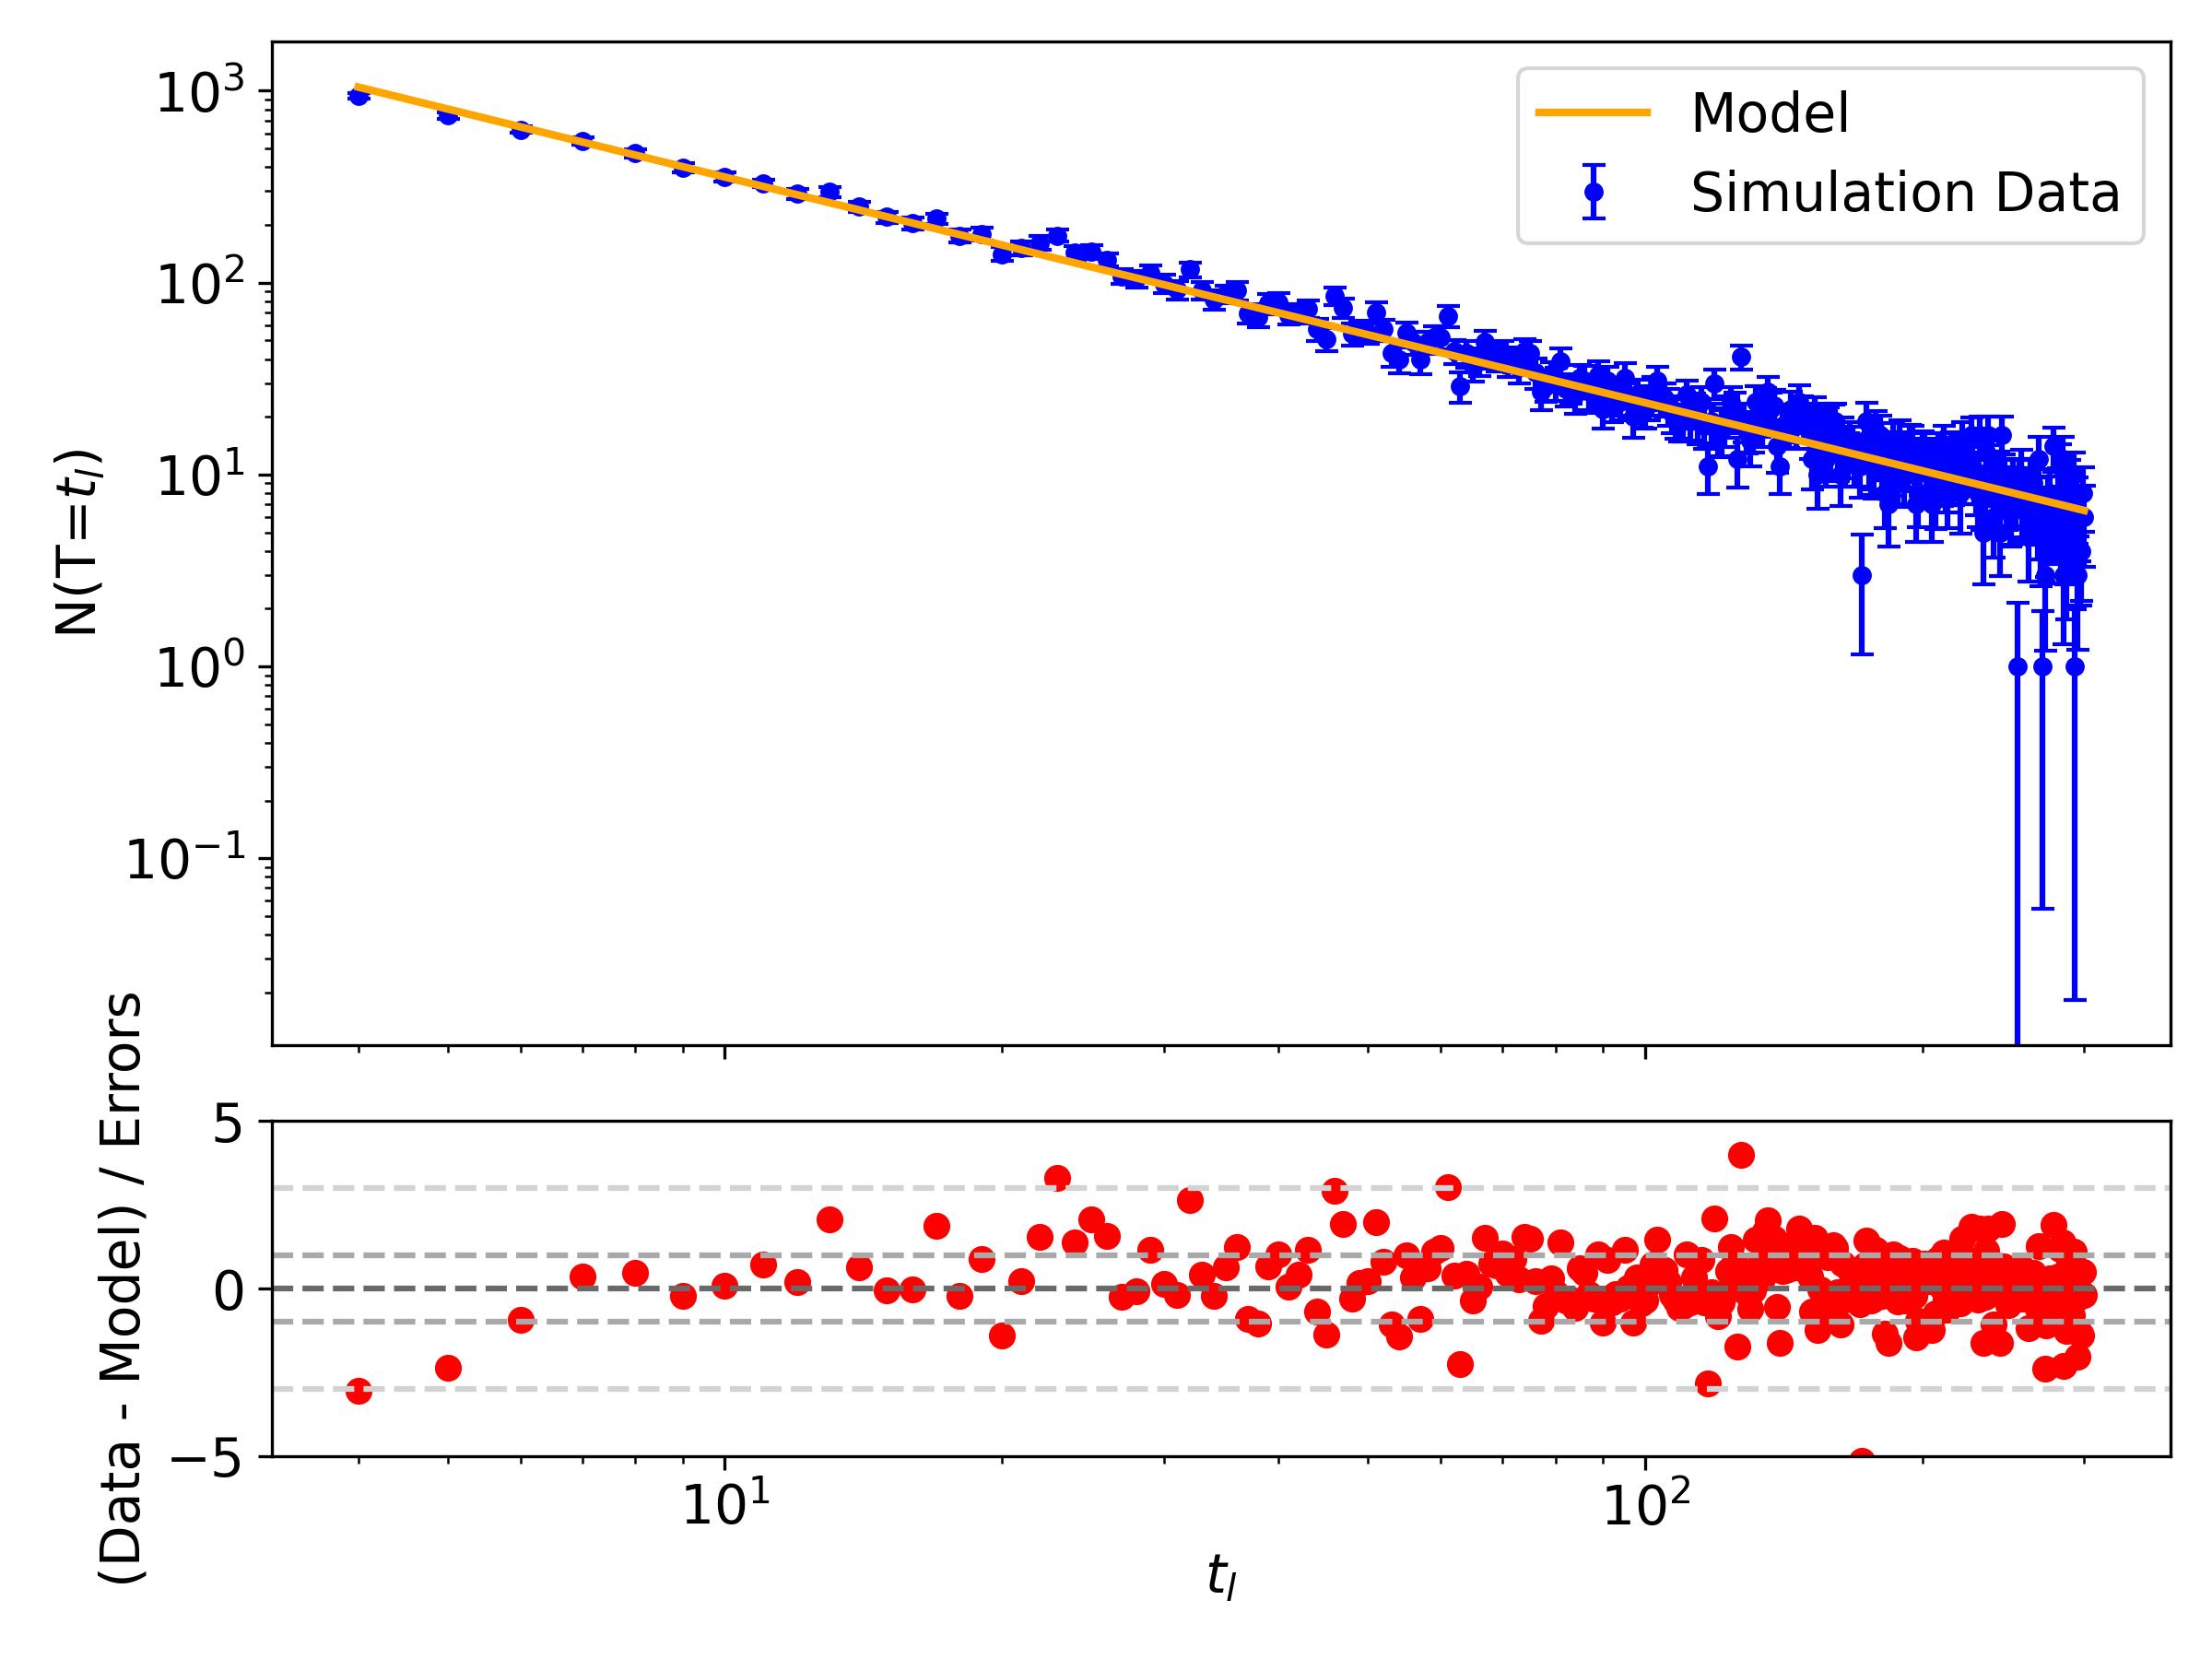 10³
10²
10¹
10⁰
10⁻¹
N(T=tₗ)
Model
Simulation Data
5
0
−5
(Data - Model) / Errors
10¹
10²
tₗ